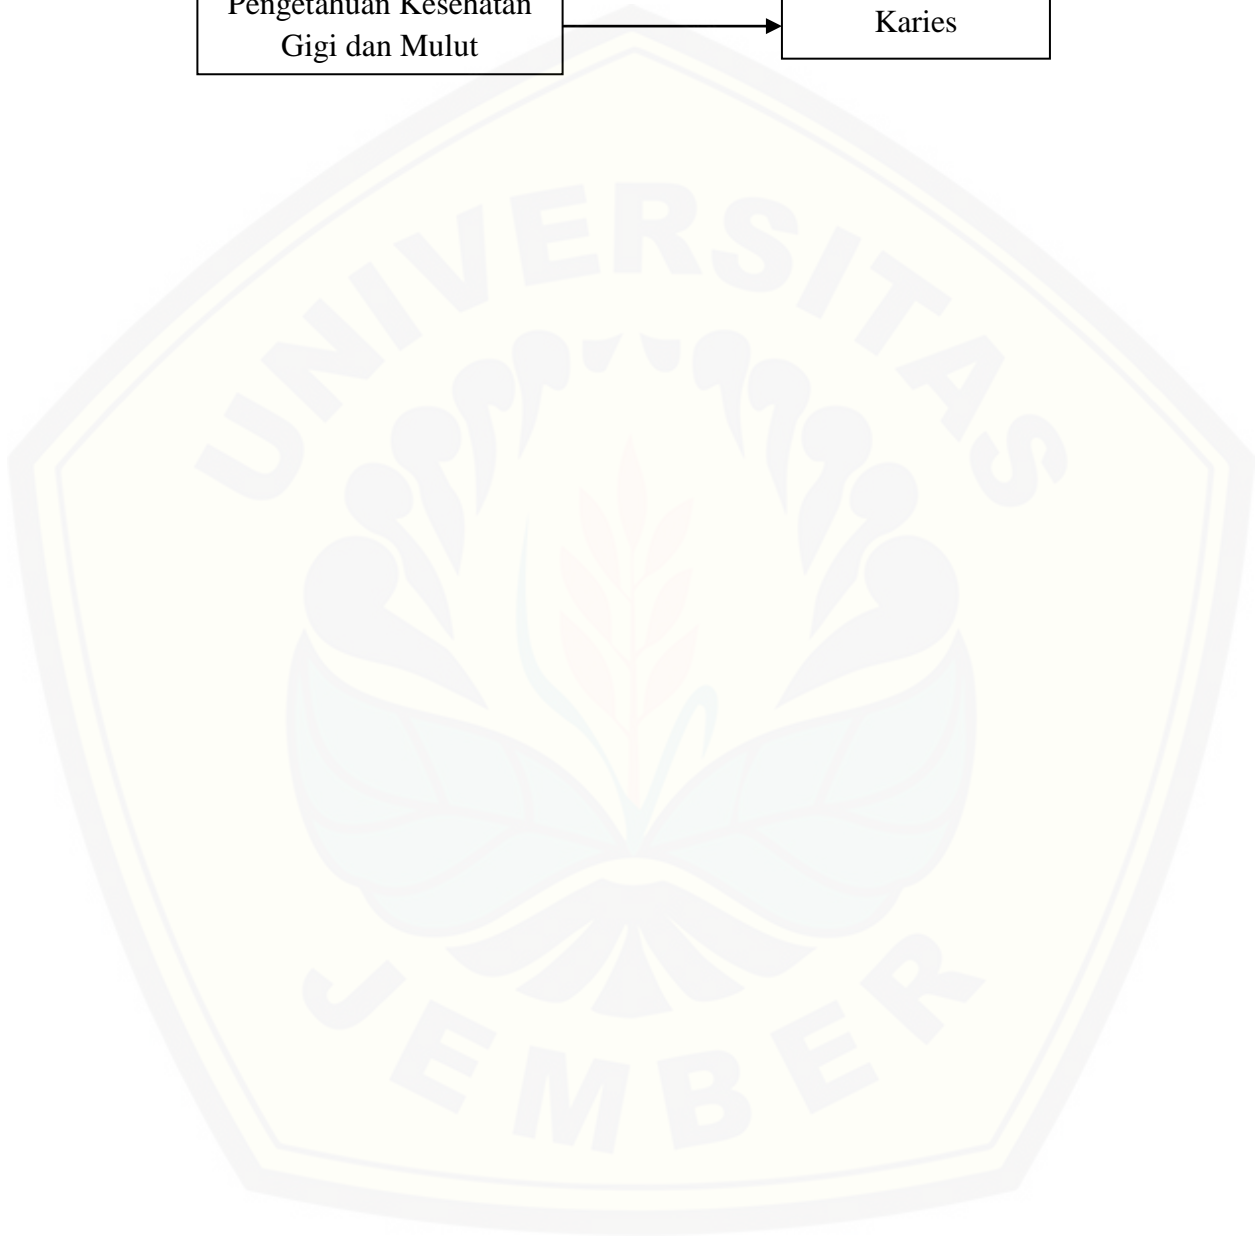 Pengetahuan Kesehatan
Gigi dan Mulut
Karies
UNIVERSITAS
JEMBER